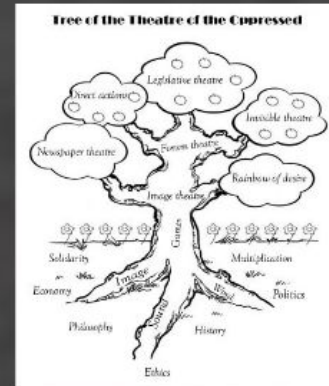 Tree of the Theatre of the Oppressed
Legislative theatre
Direct actions
Invisible theatre
Newspaper theatre
Forum theatre
Rainbow of desire
Image theatre
Games
Solidarity
Multiplication
Image
Word
Economy
Politics
Sound
Philosophy
History
Ethics